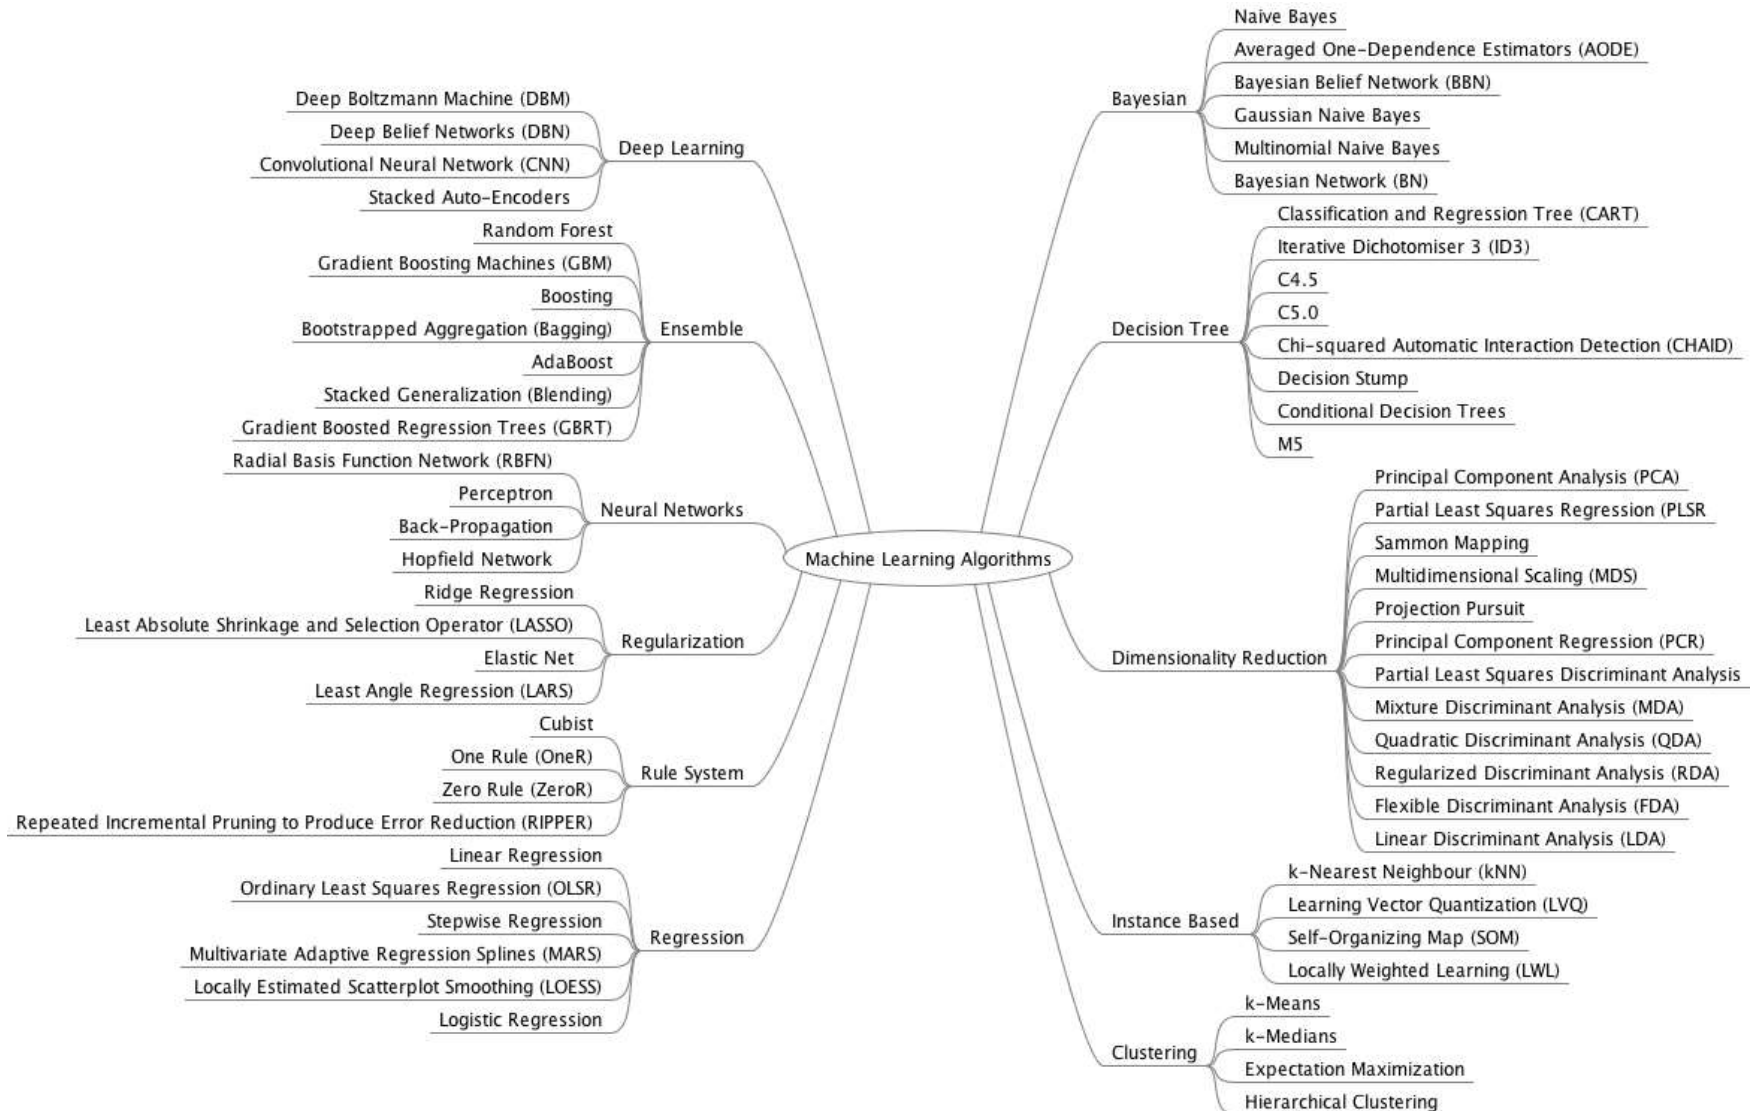 Machine Learning Algorithms
Deep Learning
Deep Boltzmann Machine (DBM)
Deep Belief Networks (DBN)
Convolutional Neural Network (CNN)
Stacked Auto-Encoders
Ensemble
Random Forest
Gradient Boosting Machines (GBM)
Boosting
Bootstrapped Aggregation (Bagging)
AdaBoost
Stacked Generalization (Blending)
Gradient Boosted Regression Trees (GBRT)
Neural Networks
Radial Basis Function Network (RBFN)
Perceptron
Back-Propagation
Hopfield Network
Regularization
Ridge Regression
Least Absolute Shrinkage and Selection Operator (LASSO)
Elastic Net
Least Angle Regression (LARS)
Rule System
Cubist
One Rule (OneR)
Zero Rule (ZeroR)
Repeated Incremental Pruning to Produce Error Reduction (RIPPER)
Regression
Linear Regression
Ordinary Least Squares Regression (OLSR)
Stepwise Regression
Multivariate Adaptive Regression Splines (MARS)
Locally Estimated Scatterplot Smoothing (LOESS)
Logistic Regression
Bayesian
Naive Bayes
Averaged One-Dependence Estimators (AODE)
Bayesian Belief Network (BBN)
Gaussian Naive Bayes
Multinomial Naive Bayes
Bayesian Network (BN)
Decision Tree
Classification and Regression Tree (CART)
Iterative Dichotomiser 3 (ID3)
C4.5
C5.0
Chi-squared Automatic Interaction Detection (CHAID)
Decision Stump
Conditional Decision Trees
M5
Dimensionality Reduction
Principal Component Analysis (PCA)
Partial Least Squares Regression (PLSR
Sammon Mapping
Multidimensional Scaling (MDS)
Projection Pursuit
Principal Component Regression (PCR)
Partial Least Squares Discriminant Analysis
Mixture Discriminant Analysis (MDA)
Quadratic Discriminant Analysis (QDA)
Regularized Discriminant Analysis (RDA)
Flexible Discriminant Analysis (FDA)
Linear Discriminant Analysis (LDA)
Instance Based
k-Nearest Neighbour (kNN)
Learning Vector Quantization (LVQ)
Self-Organizing Map (SOM)
Locally Weighted Learning (LWL)
Clustering
k-Means
k-Medians
Expectation Maximization
Hierarchical Clustering